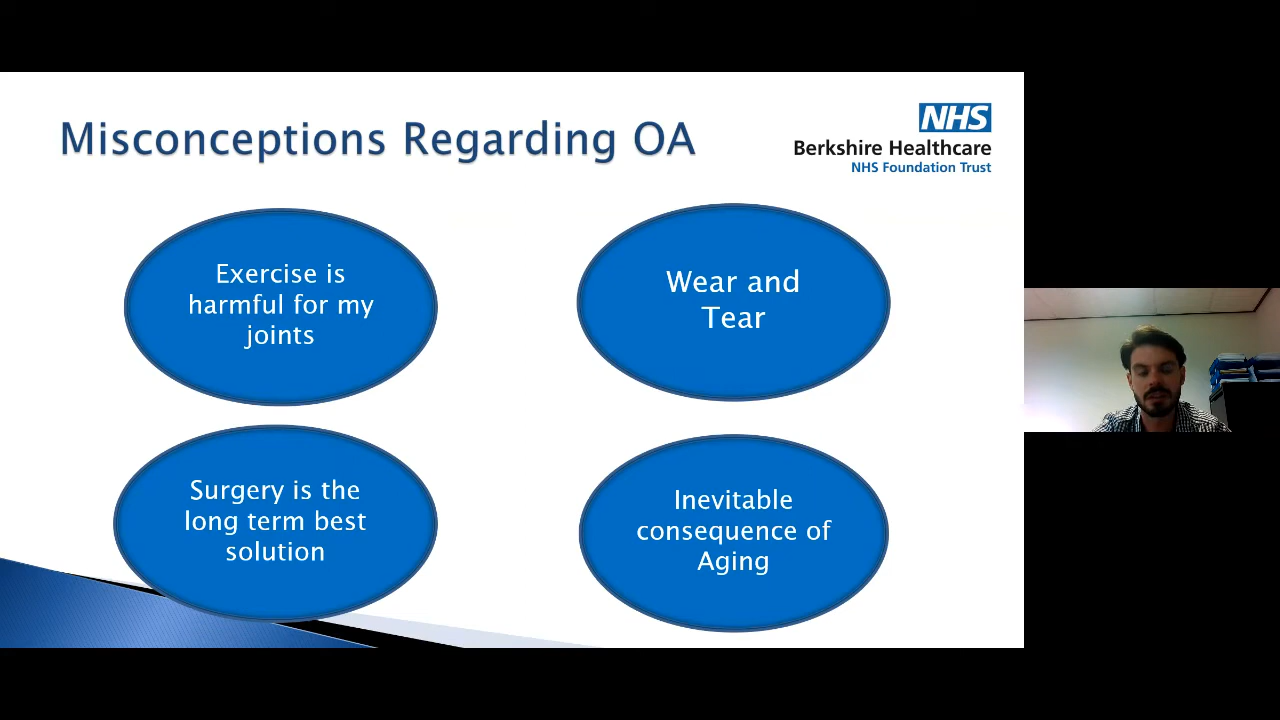 Misconceptions Regarding OA
NHS
Berkshire Healthcare
NHS Foundation Trust
Exercise is
harmful for my
joints
Wear and
Tear
Surgery is the
long term best
solution
Inevitable
consequence of
Aging